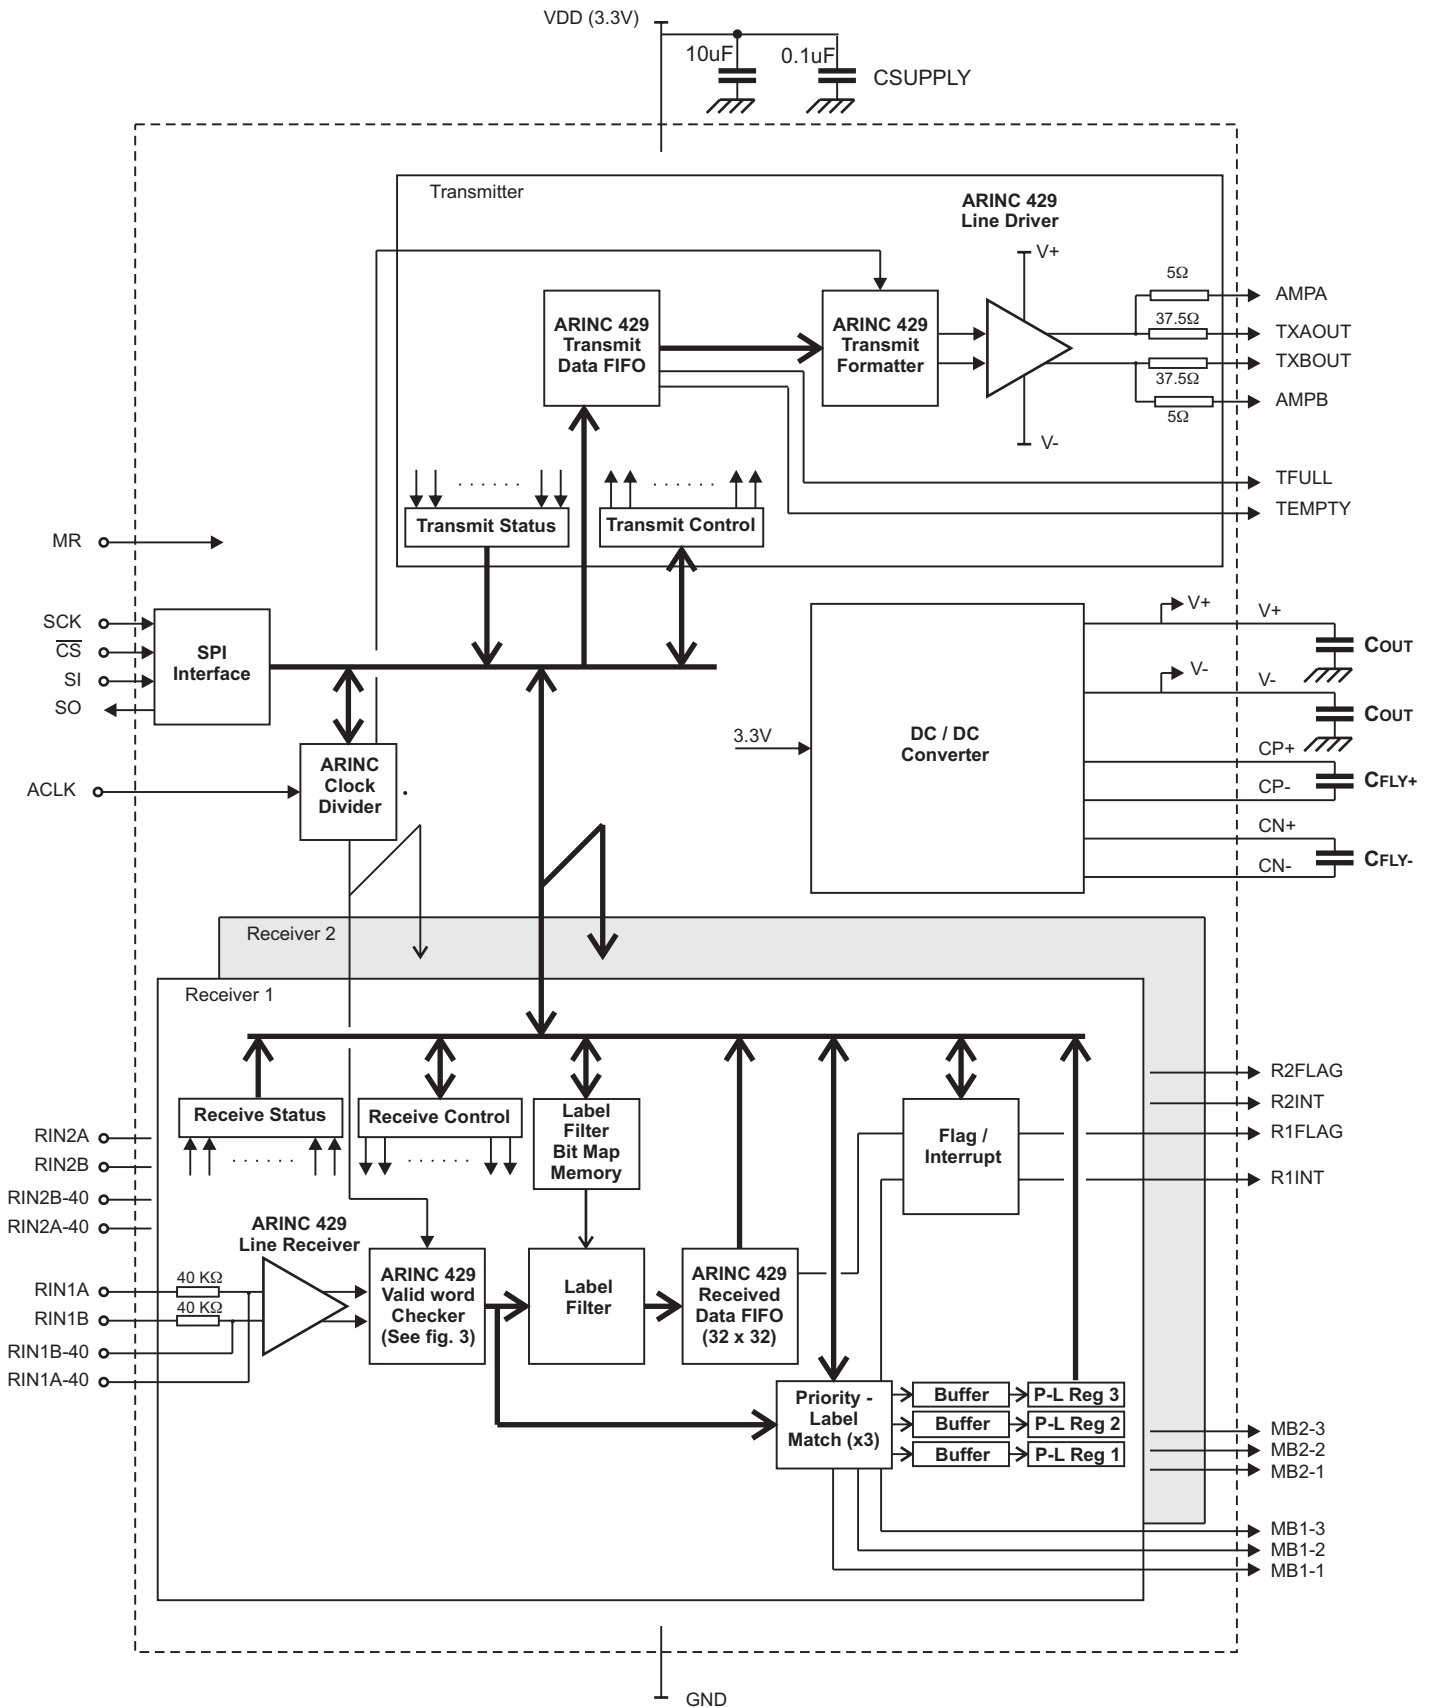 VDD (3.3V)
10uF
0.1uF
CSUPPLY
Transmitter
ARINC 429
Line Driver
V+
5Ω
AMPA
ARINC 429
Transmit
Data FIFO
ARINC 429
Transmit
Formatter
37.5Ω
TXAOUT
TXBOUT
37.5Ω
AMPB
5Ω
V-
. . . . . .
. . . . . .
TFULL
TEMPTY
Transmit Status
Transmit Control
MR
SCK
CS
SI
SO
SPI
Interface
V+
V+
COUT
V-
V-
COUT
3.3V
DC / DC
Converter
CP+
CP-
CFLY+
CN+
CN-
CFLY-
ACLK
ARINC
Clock
Divider
.
Receiver 2
Receiver 1
R2FLAG
R2INT
R1FLAG
R1INT
Receive Status
. . . . . .
Receive Control
. . . . . .
Label
Filter
Bit Map
Memory
Flag /
Interrupt
RIN2A
RIN2B
RIN2B-40
RIN2A-40
ARINC 429
Line Receiver
RIN1A
40 KΩ
RIN1B
40 KΩ
RIN1B-40
RIN1A-40
ARINC 429
Valid word
Checker
(See fig. 3)
Label
Filter
ARINC 429
Received
Data FIFO
(32 x 32)
Priority -
Label
Match (x3)
Buffer
P-L Reg 3
Buffer
P-L Reg 2
Buffer
P-L Reg 1
MB2-3
MB2-2
MB2-1
MB1-3
MB1-2
MB1-1
GND